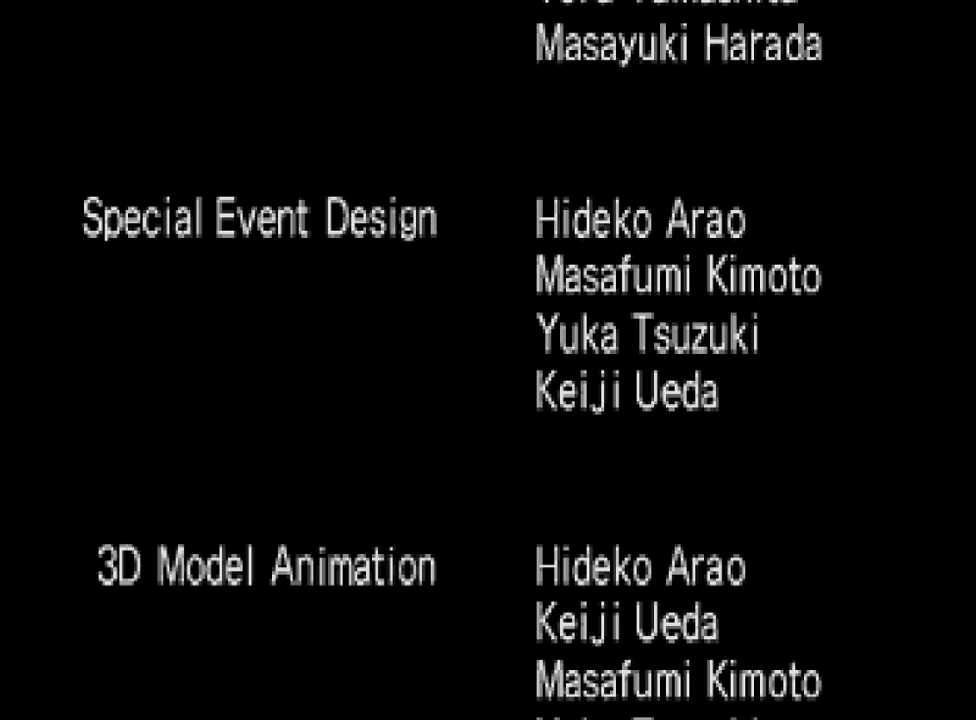 Masayuki Harada
Special Event Design Hideko Arao
Masafumi Kimoto
Yuka Tsuzuki
Keiji Ueda
3D Model Animation Hideko Arao
Keiji Ueda
Masafumi Kimoto